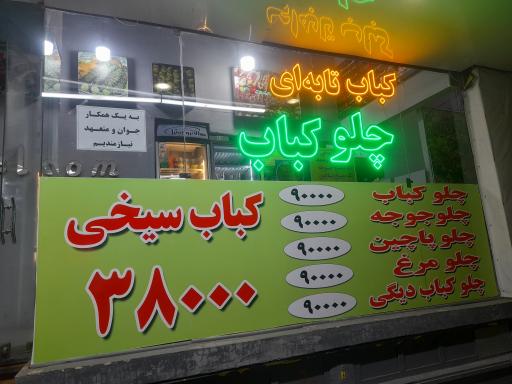 کباب تابه‌ای
چلو کباب
به یک همکار
جوان و متعهد
نیازمندیم
کباب سیخی
۳۸۰۰۰
چلو کباب ۹۰۰۰۰
چلو جوجه ۹۰۰۰۰
چلو پاچین ۹۰۰۰۰
چلو مرغ ۹۰۰۰۰
چلو کباب دیگی ۹۰۰۰۰